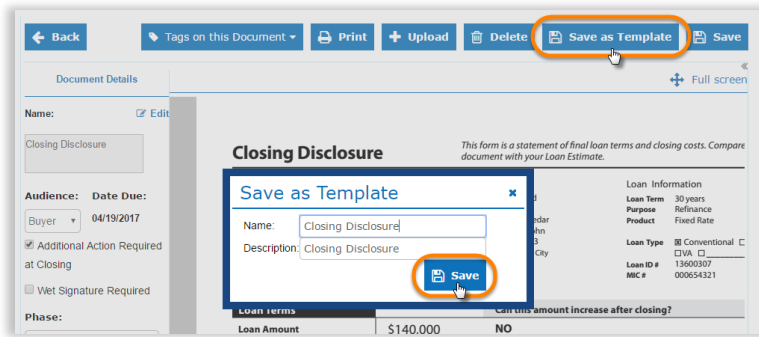 Back Tags on this Document Print Upload Delete Save as Template Save
Document Details
Full screen
Name: Edit
Closing Disclosure
Audience: Date Due:
Buyer 04/19/2017
Additional Action Required
at Closing
Wet Signature Required
Phase:
Closing Disclosure
This form is a statement of final loan terms and closing costs. Compare
document with your Loan Estimate.
Save as Template
Name: Closing Disclosure
Description: Closing Disclosure
Save
Loan Information
Loan Term 30 years
Purpose Refinance
Product Fixed Rate
Loan Type Conventional
VA
Loan ID # 13600307
MIC # 000654321
City
Loan Terms
Can this amount increase after closing?
Loan Amount $140,000 NO